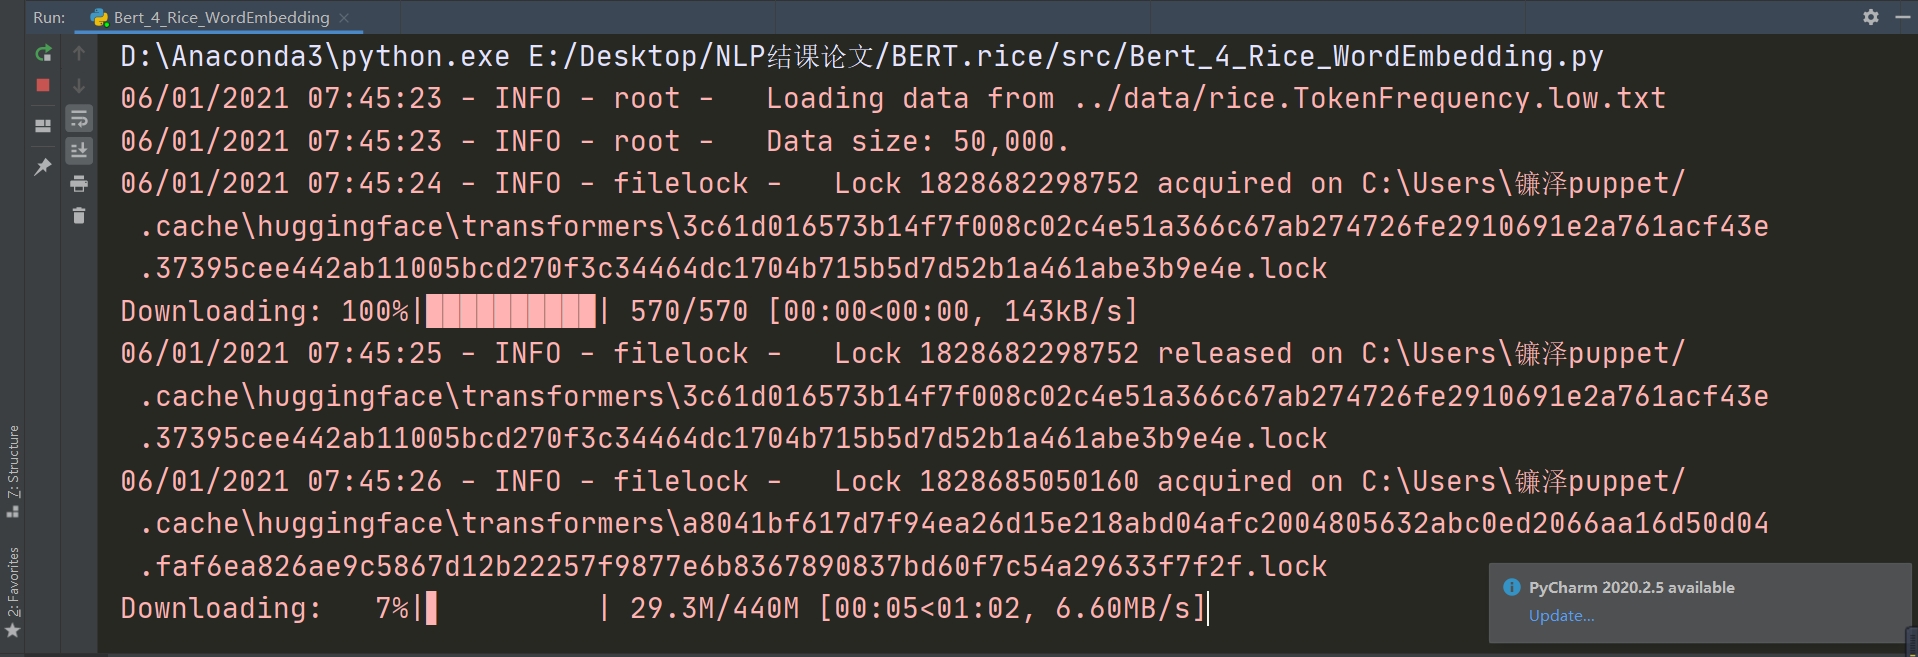 Run: Bert_4_Rice_WordEmbedding
D:\Anaconda3\python.exe E:/Desktop/NLP结课论文/BERT.rice/src/Bert_4_Rice_WordEmbedding.py
06/01/2021 07:45:23 - INFO - root -   Loading data from ../data/rice.TokenFrequency.low.txt
06/01/2021 07:45:23 - INFO - root -   Data size: 50,000.
06/01/2021 07:45:24 - INFO - filelock -   Lock 1828682298752 acquired on C:\Users\镰泽puppet/
.cache\huggingface\transformers\3c61d016573b14f7f008c02c4e51a366c67ab274726fe2910691e2a761acf43e
.37395cee442ab11005bcd270f3c34464dc1704b715b5d7d52b1a461abe3b9e4e.lock
Downloading: 100%|██████████| 570/570 [00:00<00:00, 143kB/s]
06/01/2021 07:45:25 - INFO - filelock -   Lock 1828682298752 released on C:\Users\镰泽puppet/
.cache\huggingface\transformers\3c61d016573b14f7f008c02c4e51a366c67ab274726fe2910691e2a761acf43e
.37395cee442ab11005bcd270f3c34464dc1704b715b5d7d52b1a461abe3b9e4e.lock
06/01/2021 07:45:26 - INFO - filelock -   Lock 1828685050160 acquired on C:\Users\镰泽puppet/
.cache\huggingface\transformers\a8041bf617d7f94ea26d15e218abd04afc2004805632abc0ed2066aa16d50d04
.faf6ea826ae9c5867d12b22257f9877e6b8367890837bd60f7c54a29633f7f2f.lock
Downloading:   7%|▋         | 29.3M/440M [00:05<01:02, 6.60MB/s]
7: Structure
2: Favorites
PyCharm 2020.2.5 available
Update...